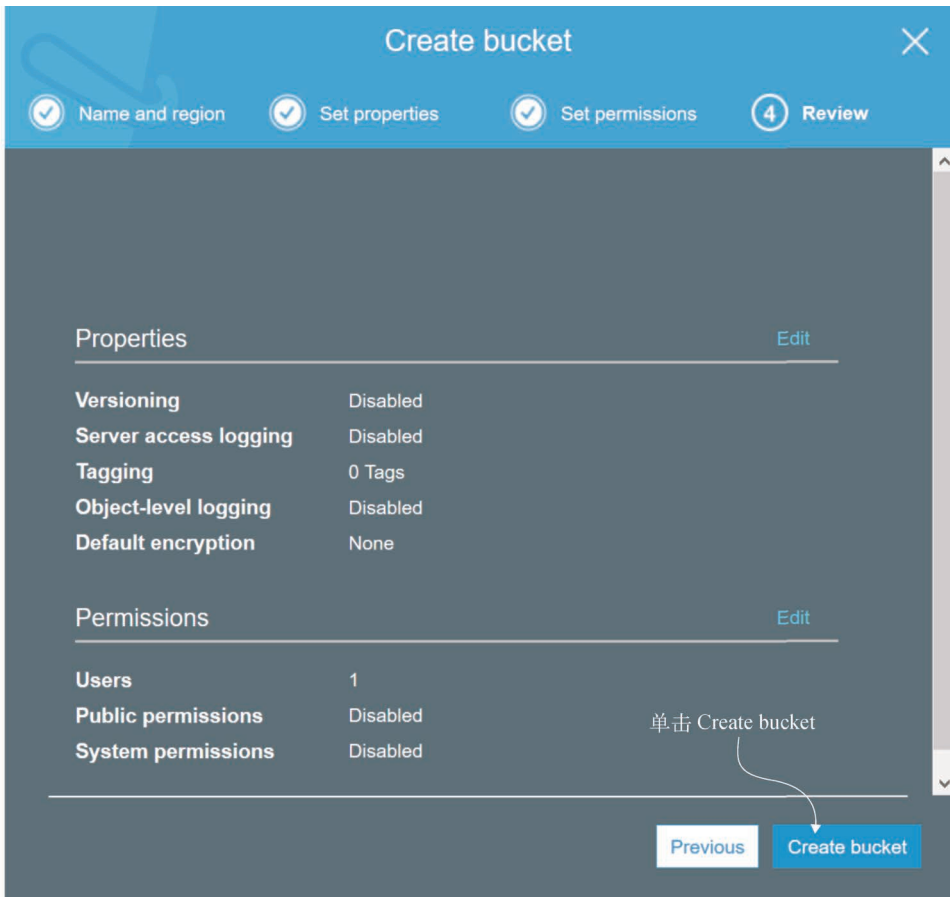 Create bucket
Name and region Set properties Set permissions 4 Review
Properties Edit
Versioning Disabled
Server access logging Disabled
Tagging 0 Tags
Object-level logging Disabled
Default encryption None
Permissions Edit
Users 1
Public permissions Disabled
System permissions Disabled
单击 Create bucket
Previous Create bucket